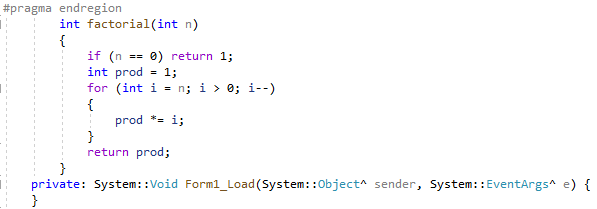 #pragma endregion
int factorial(int n)
{
if (n == 0) return 1;
int prod = 1;
for (int i = n; i > 0; i--)
{
prod *= i;
}
return prod;
}
private: System::Void Form1_Load(System::Object^ sender, System::EventArgs^ e) {
}